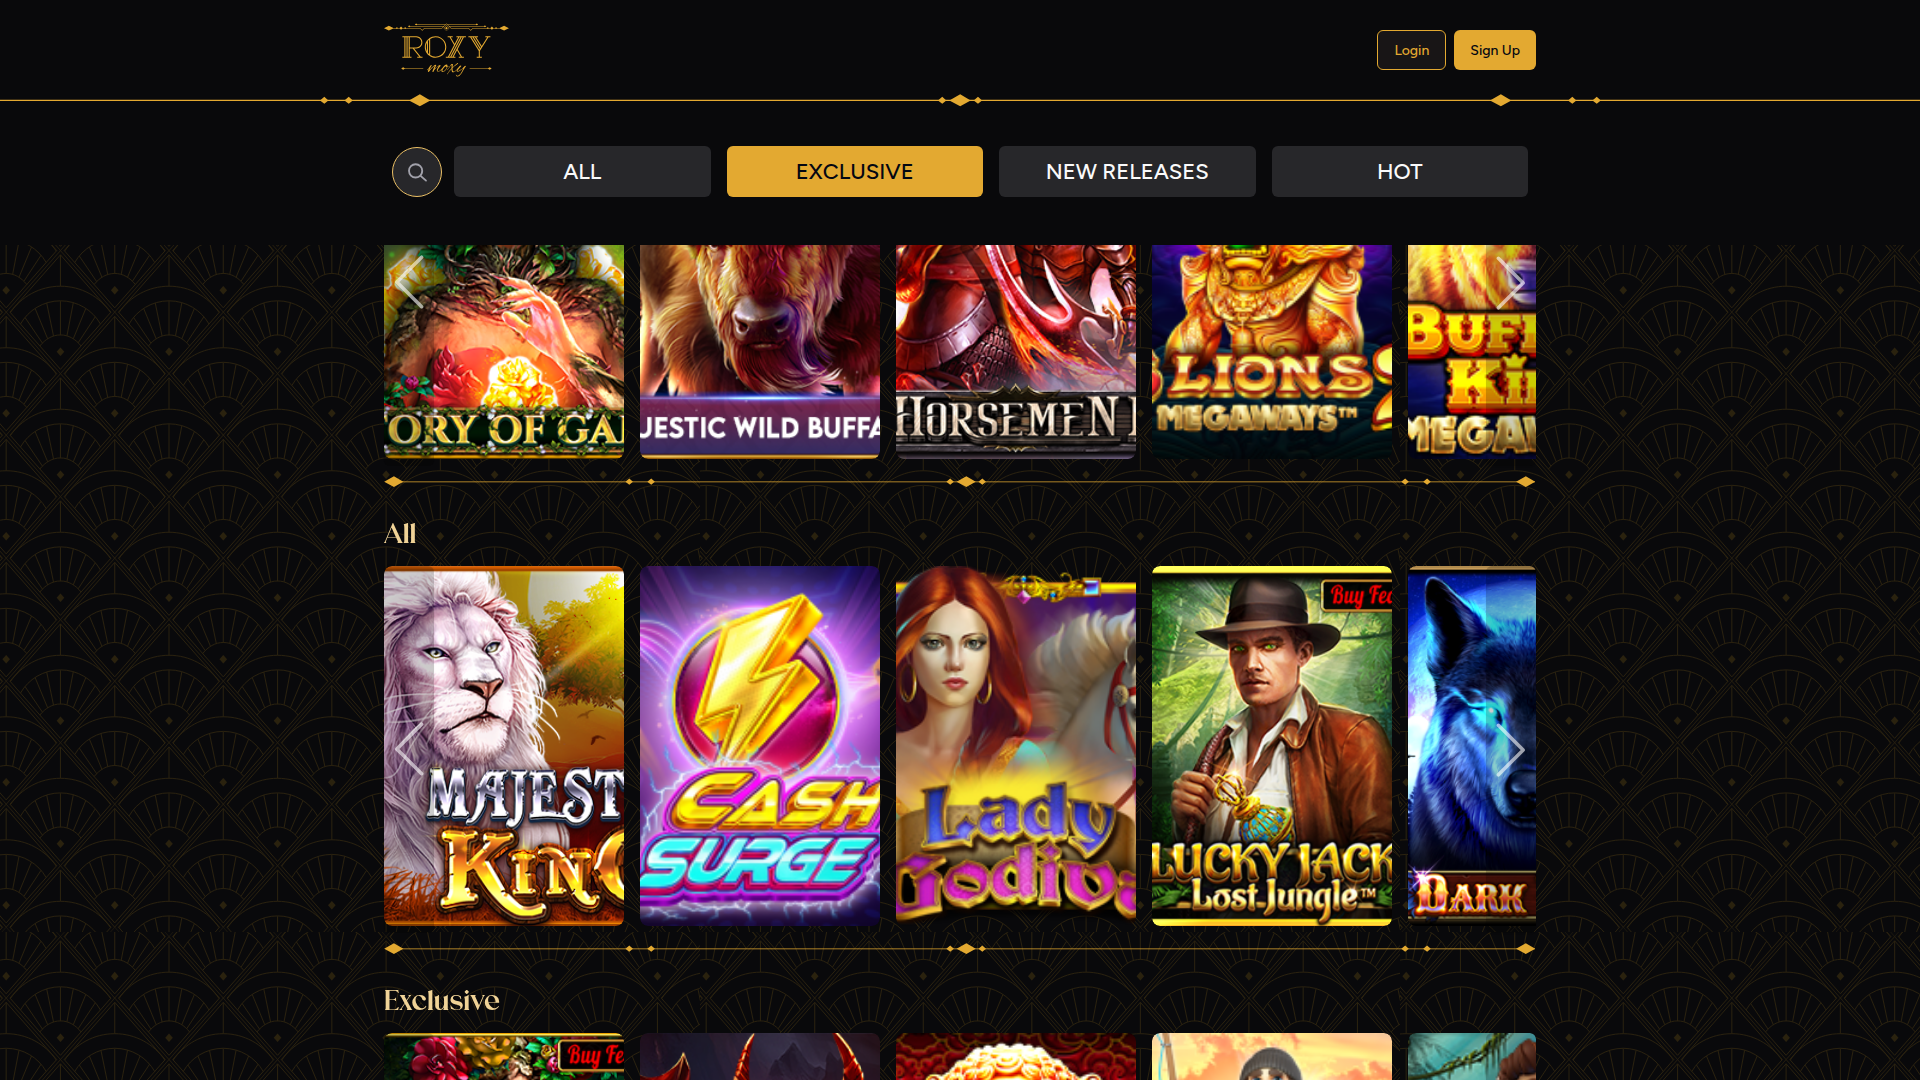 ROXY
moxy
Login
Sign Up
ALL
EXCLUSIVE
NEW RELEASES
HOT
ORY OF GA
JESTIC WILD BUFFA
HORSEMEN
LIONS 2
MEGAWAYS™
BUFF
KIN
MEGA
All
MAJEST
KING
CASH
SURGE
Lady
Godiva
Buy Fea
LUCKY JACK
Lost Jungle™
DARK
Exclusive
Buy Fe